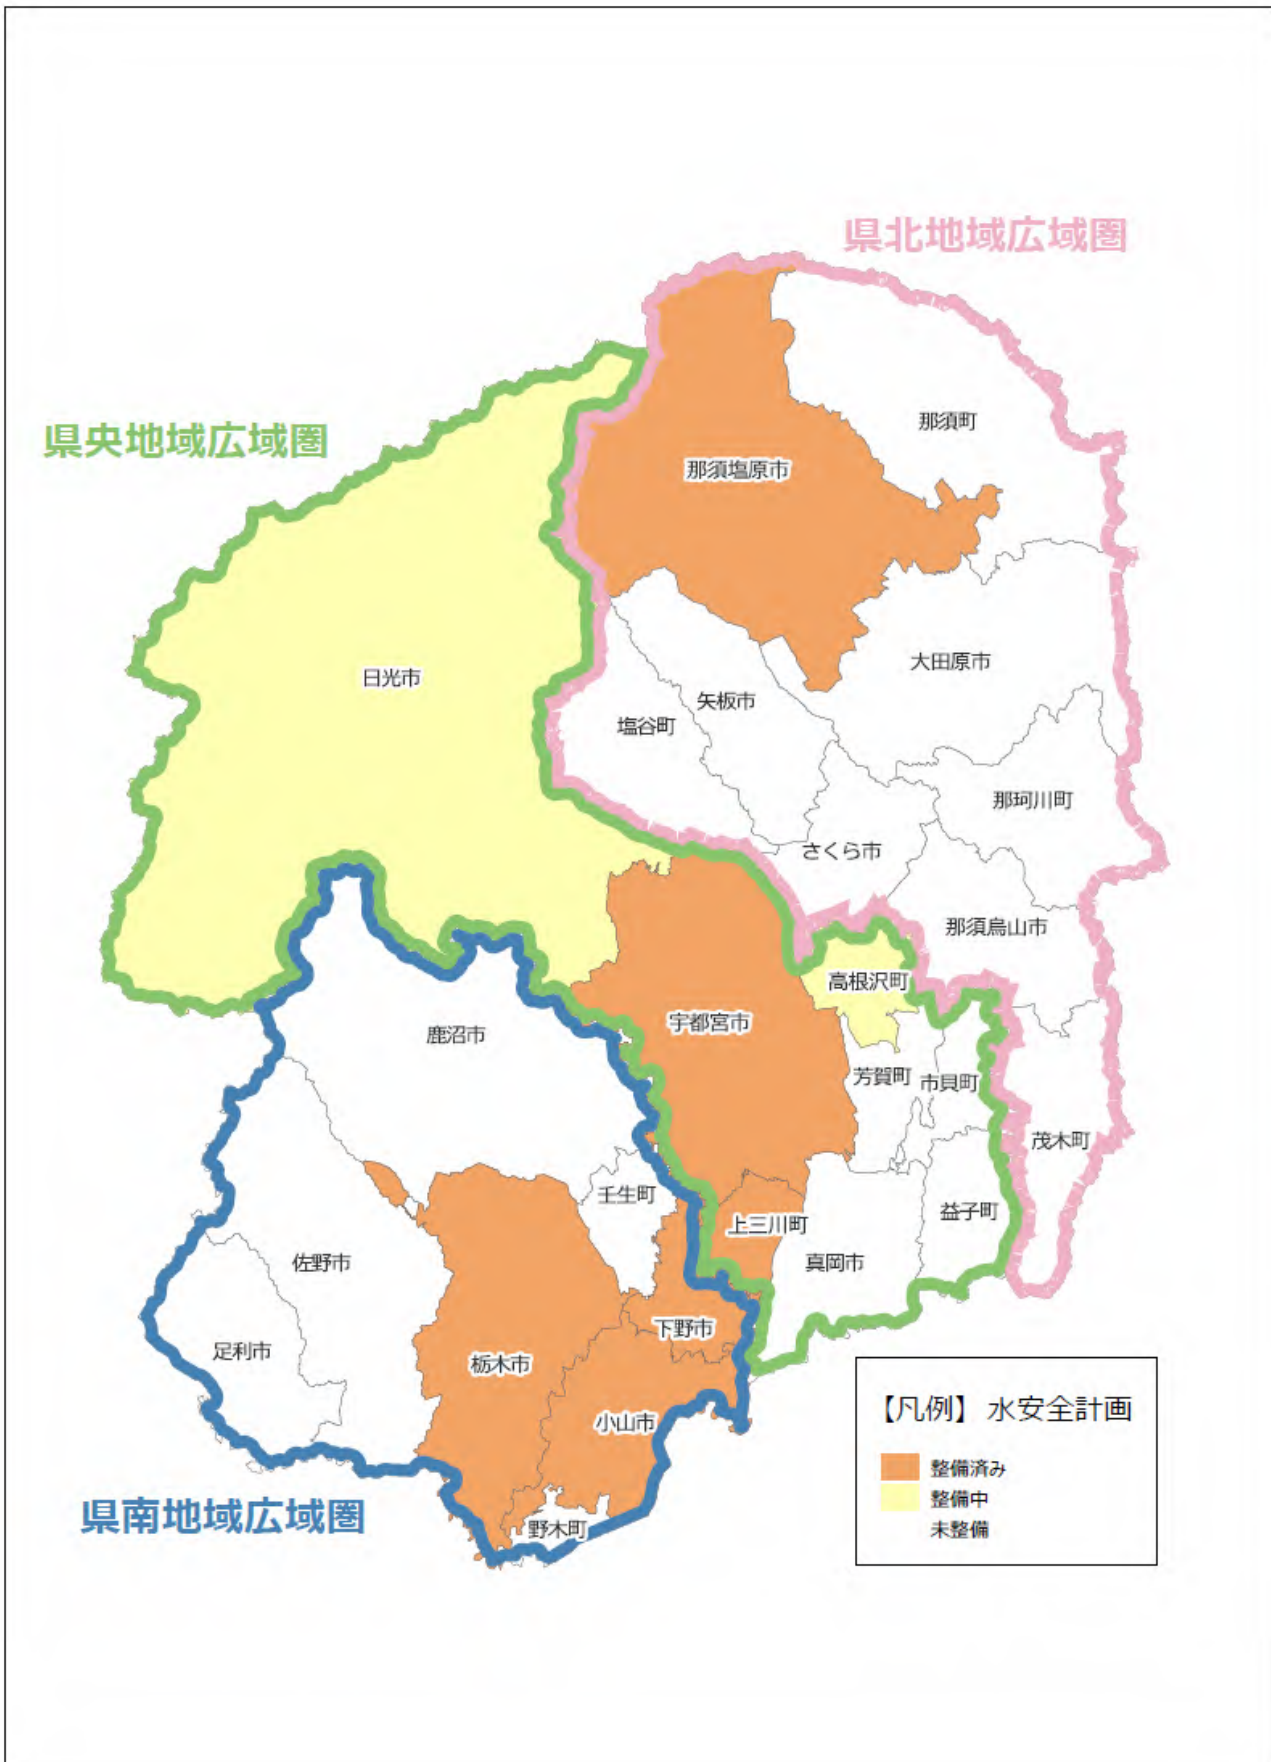 県北地域広域圏
県央地域広域圏
那須町
那須塩原市
大田原市
日光市
矢板市
塩谷町
那珂川町
さくら市
那須烏山市
高根沢町
宇都宮市
鹿沼市
芳賀町
市貝町
茂木町
壬生町
益子町
上三川町
真岡市
佐野市
下野市
足利市
栃木市
小山市
野木町
県南地域広域圏
【凡例】 水安全計画
整備済み
整備中
未整備